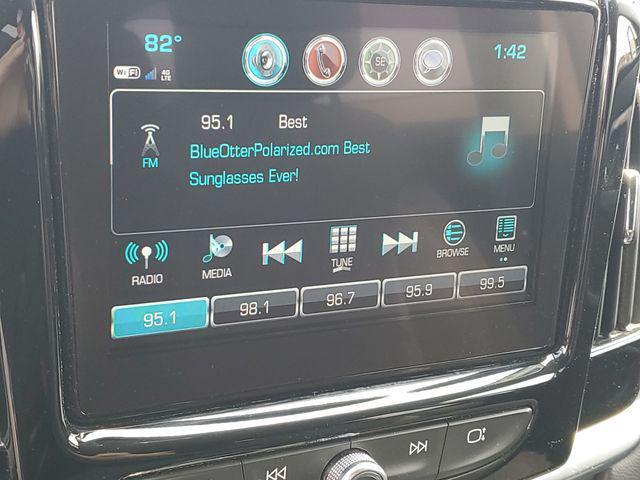 82°
1:42
WiFi
4G
LTE
SE
95.1 Best
FM
BlueOtterPolarized.com Best
Sunglasses Ever!
RADIO
MEDIA
TUNE
BROWSE
MENU
95.1
98.1
96.7
95.9
99.5